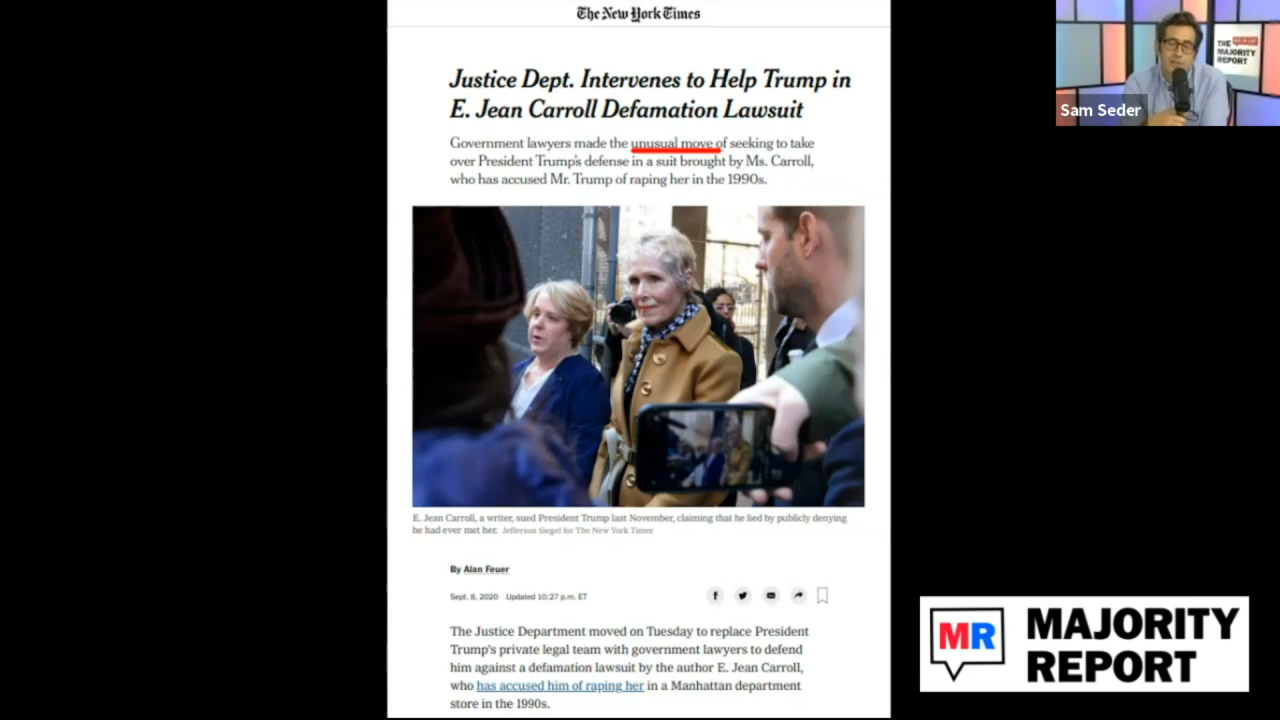 The New York Times
Justice Dept. Intervenes to Help Trump in
E. Jean Carroll Defamation Lawsuit
Government lawyers made the unusual move of seeking to take
over President Trump's defense in a suit brought by Ms. Carroll,
who has accused Mr. Trump of raping her in the 1990s.
E. Jean Carroll, a writer, sued President Trump last November, claiming that he lied by publicly denying
he had ever met her. Jefferson Siegel for The New York Times
By Alan Feuer
Sept. 8, 2020 Updated 10:27 p.m. ET
The Justice Department moved on Tuesday to replace President
Trump's private legal team with government lawyers to defend
him against a defamation lawsuit by the author E. Jean Carroll,
who has accused him of raping her in a Manhattan department
store in the 1990s.
THE
MAJORITY
REPORT
Sam Seder
MR
MAJORITY
REPORT